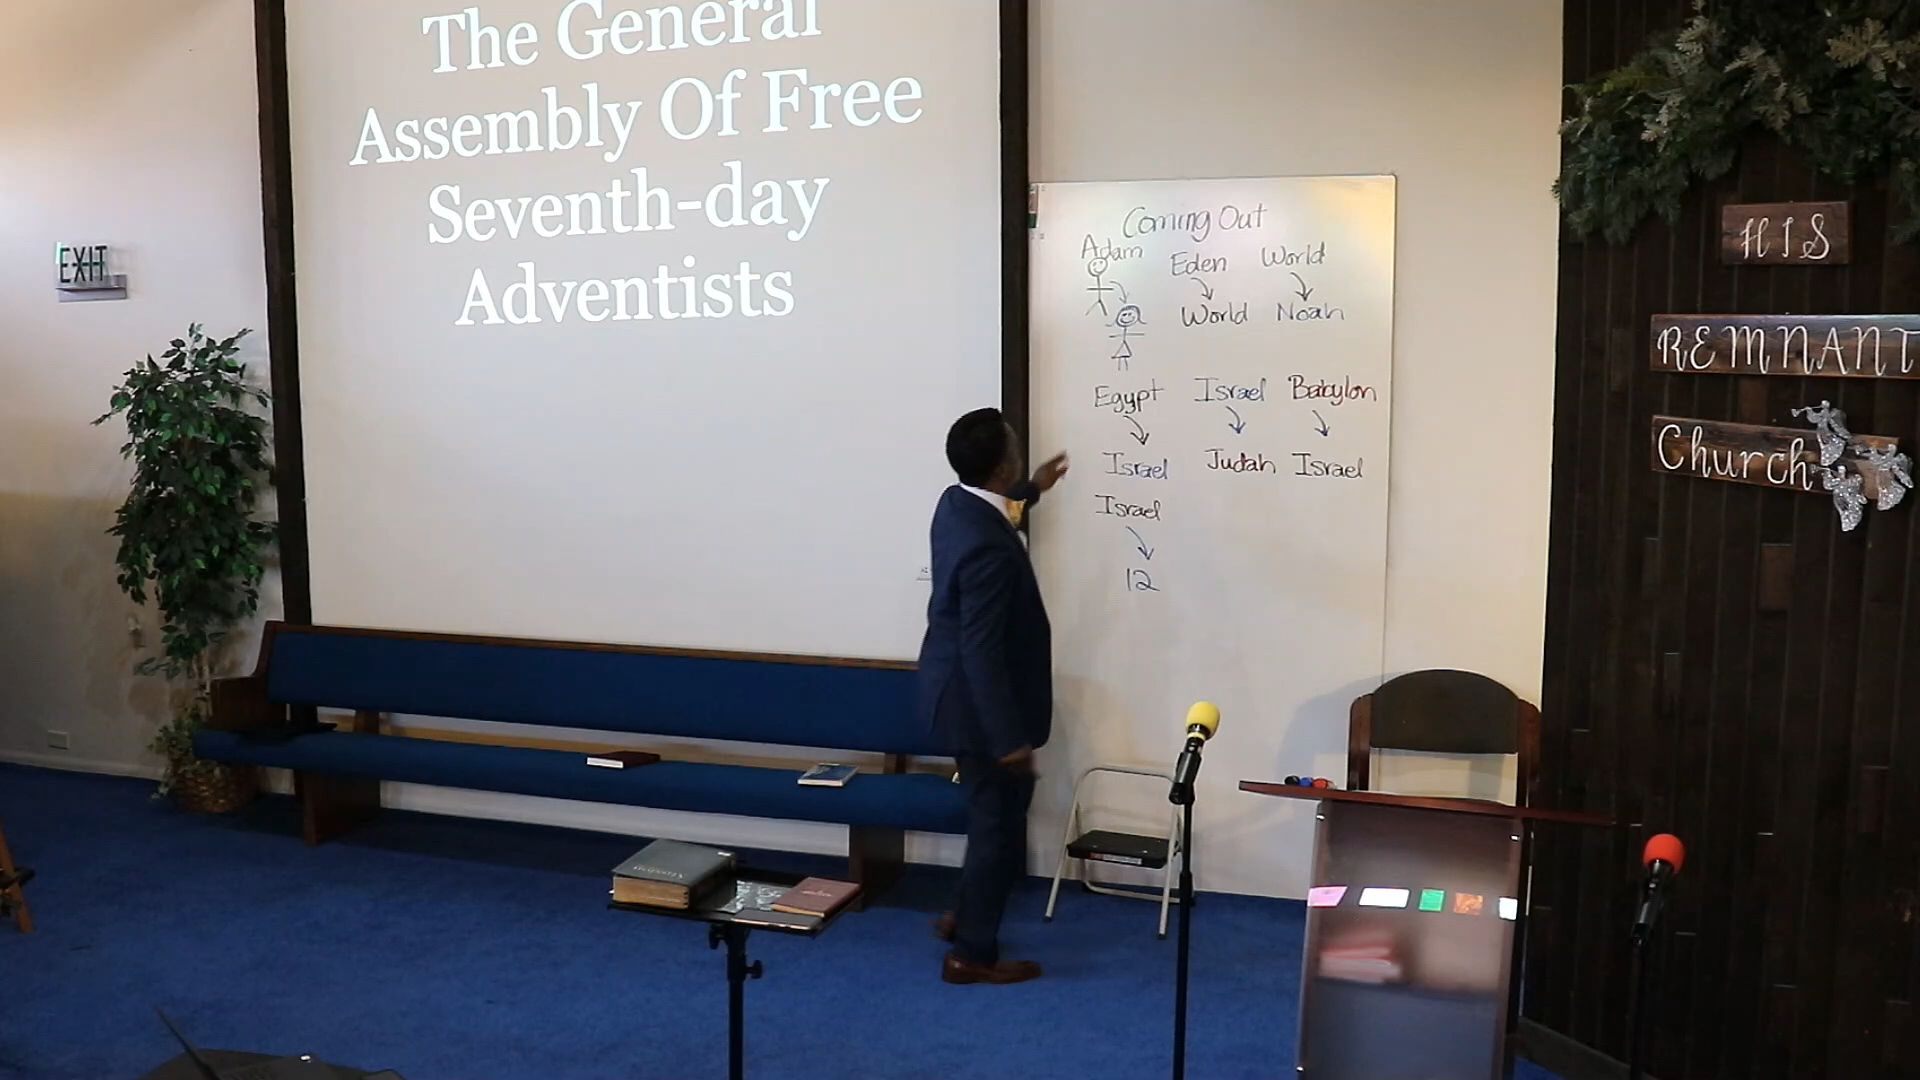 The General
Assembly Of Free
Seventh-day
Adventists
EXIT
Coming Out
Adam
Eden World
World Noah
Egypt Israel Babylon
Israel Judah Israel
Israel
12
HIS
REMNANT
Church